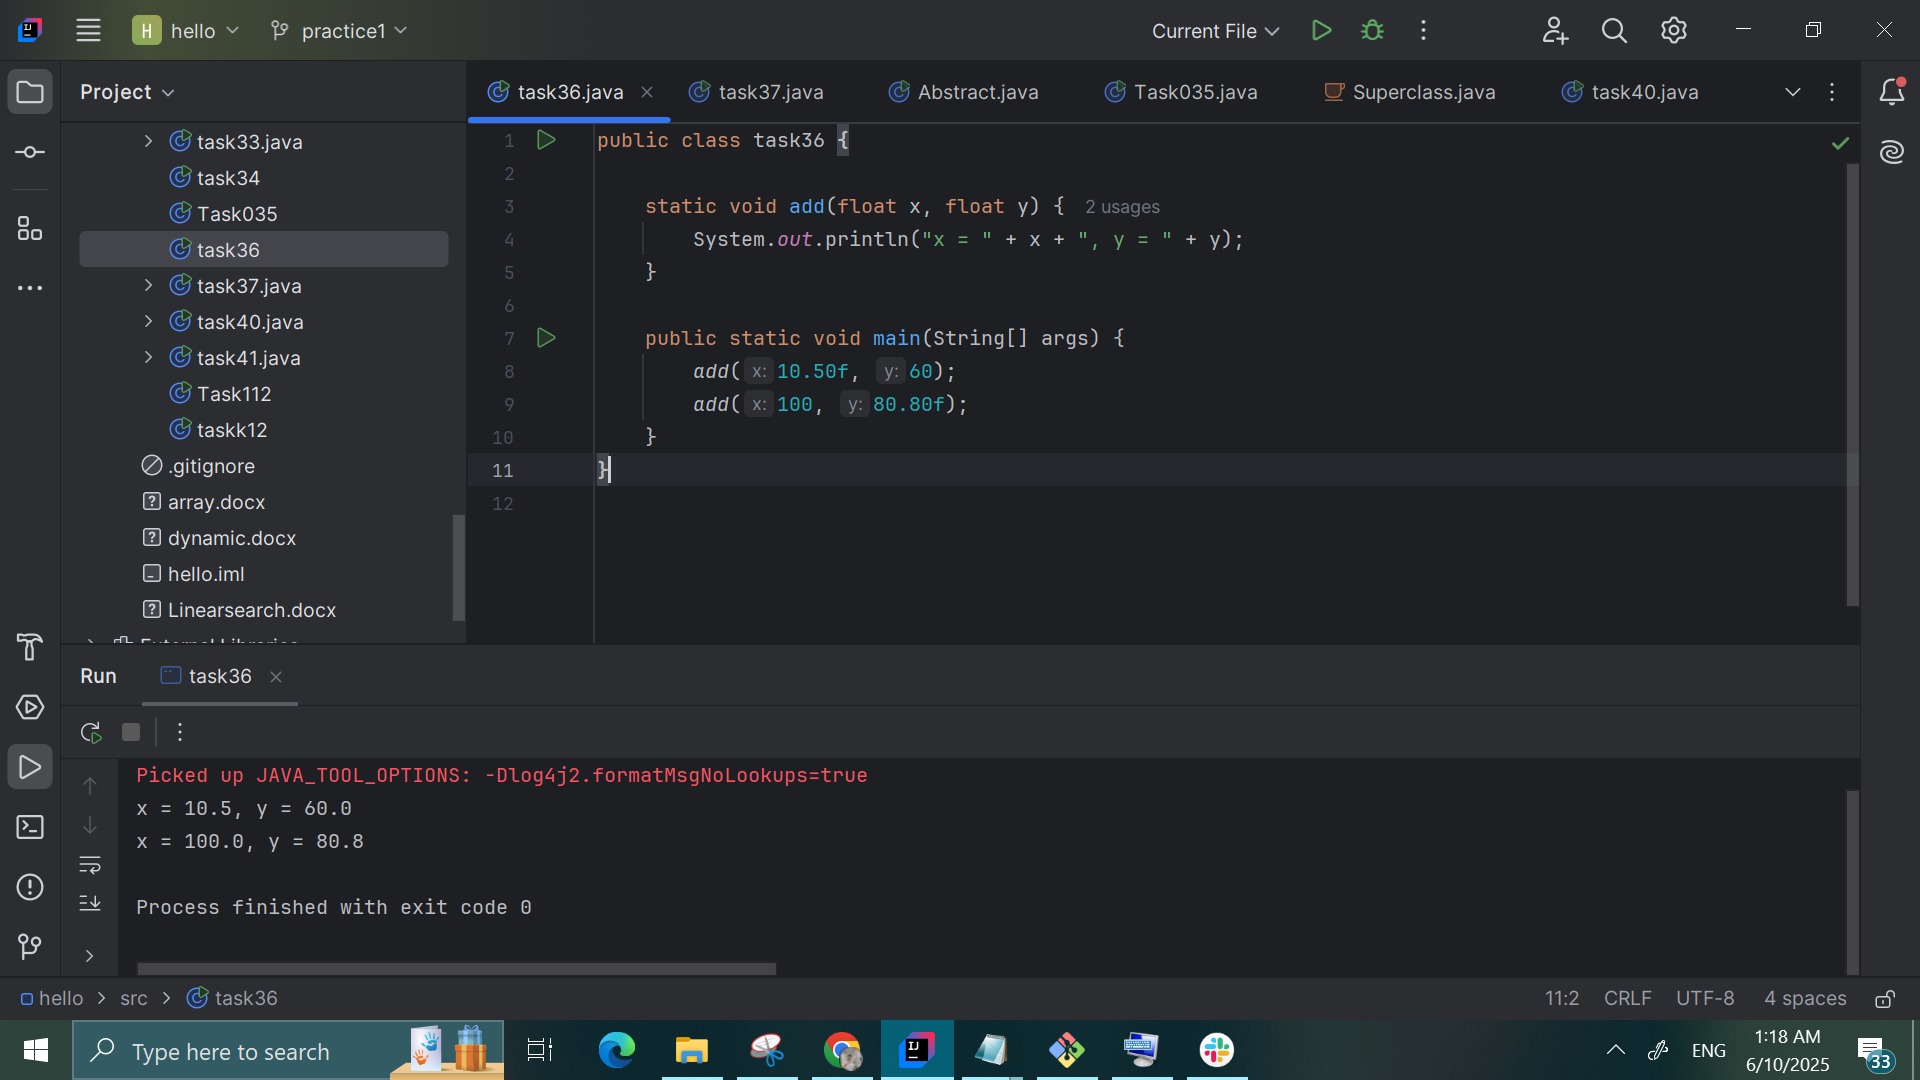 H hello practice1 Current File
Project
task36.java task37.java Abstract.java Task035.java Superclass.java task40.java
task33.java
task34
Task035
task36
task37.java
task40.java
task41.java
Task112
taskk12
.gitignore
array.docx
dynamic.docx
hello.iml
Linearsearch.docx
1 public class task36 {
2
3 static void add(float x, float y) { 2 usages
4 System.out.println("x = " + x + ", y = " + y);
5 }
6
7 public static void main(String[] args) {
8 add( x: 10.50f, y: 60);
9 add( x: 100, y: 80.80f);
10 }
11 }
12
Run task36
Picked up JAVA_TOOL_OPTIONS: -Dlog4j2.formatMsgNoLookups=true
x = 10.5, y = 60.0
x = 100.0, y = 80.8
Process finished with exit code 0
hello > src > task36 11:2 CRLF UTF-8 4 spaces
Type here to search ENG 1:18 AM
6/10/2025 33